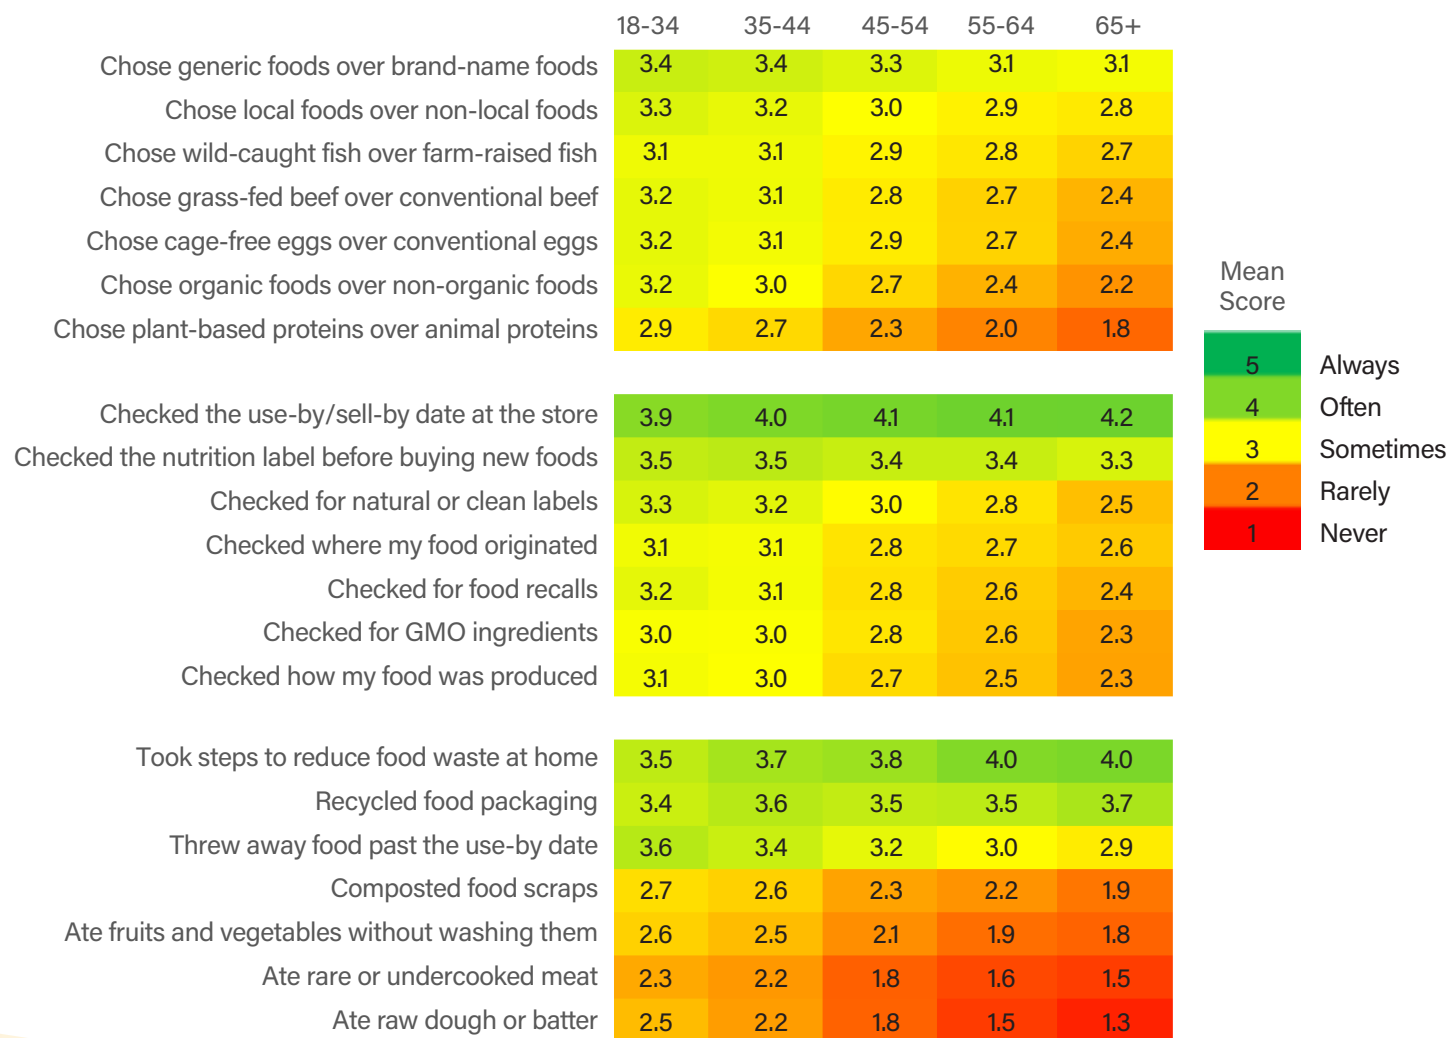 18-34 35-44 45-54 55-64 65+
Chose generic foods over brand-name foods 3.4 3.4 3.3 3.1 3.1
Chose local foods over non-local foods 3.3 3.2 3.0 2.9 2.8
Chose wild-caught fish over farm-raised fish 3.1 3.1 2.9 2.8 2.7
Chose grass-fed beef over conventional beef 3.2 3.1 2.8 2.7 2.4
Chose cage-free eggs over conventional eggs 3.2 3.1 2.9 2.7 2.4
Chose organic foods over non-organic foods 3.2 3.0 2.7 2.4 2.2
Chose plant-based proteins over animal proteins 2.9 2.7 2.3 2.0 1.8
Checked the use-by/sell-by date at the store 3.9 4.0 4.1 4.1 4.2
Checked the nutrition label before buying new foods 3.5 3.5 3.4 3.4 3.3
Checked for natural or clean labels 3.3 3.2 3.0 2.8 2.5
Checked where my food originated 3.1 3.1 2.8 2.7 2.6
Checked for food recalls 3.2 3.1 2.8 2.6 2.4
Checked for GMO ingredients 3.0 3.0 2.8 2.6 2.3
Checked how my food was produced 3.1 3.0 2.7 2.5 2.3
Took steps to reduce food waste at home 3.5 3.7 3.8 4.0 4.0
Recycled food packaging 3.4 3.6 3.5 3.5 3.7
Threw away food past the use-by date 3.6 3.4 3.2 3.0 2.9
Composted food scraps 2.7 2.6 2.3 2.2 1.9
Ate fruits and vegetables without washing them 2.6 2.5 2.1 1.9 1.8
Ate rare or undercooked meat 2.3 2.2 1.8 1.6 1.5
Ate raw dough or batter 2.5 2.2 1.8 1.5 1.3
Mean
Score
5 Always
4 Often
3 Sometimes
2 Rarely
1 Never